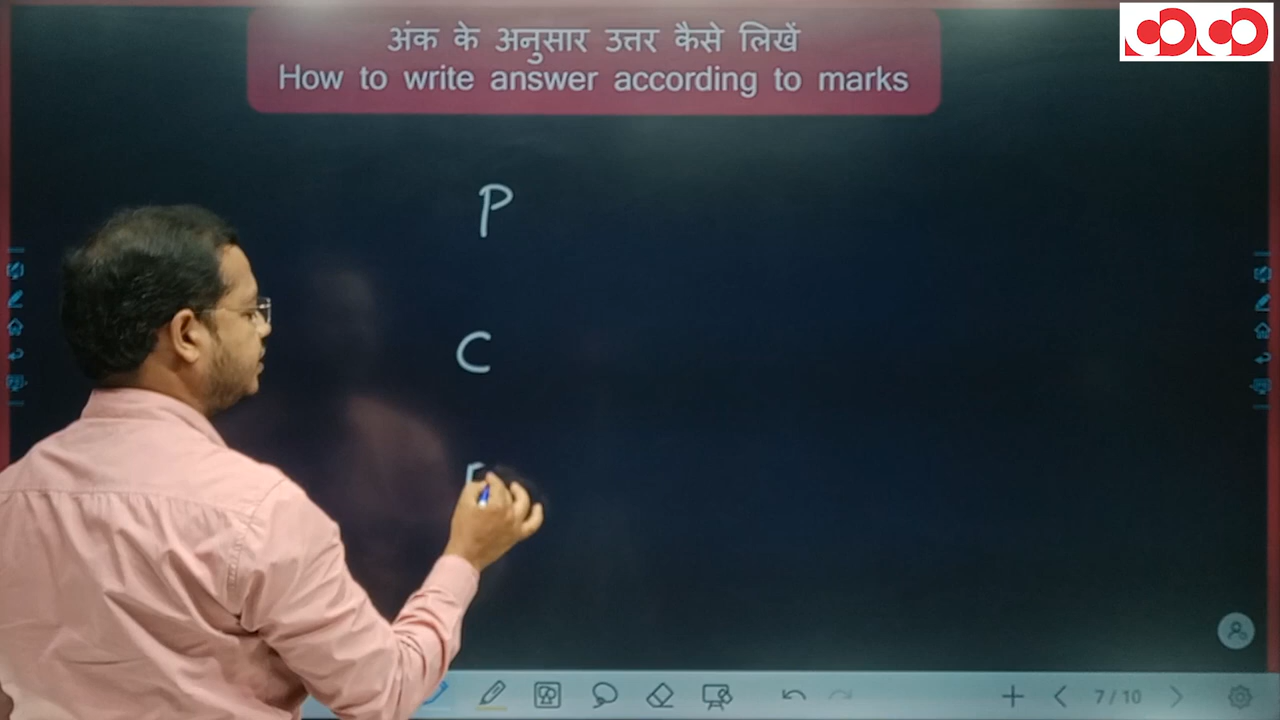 अंक के अनुसार उत्तर कैसे लिखें
How to write answer according to marks
P
C
7/10